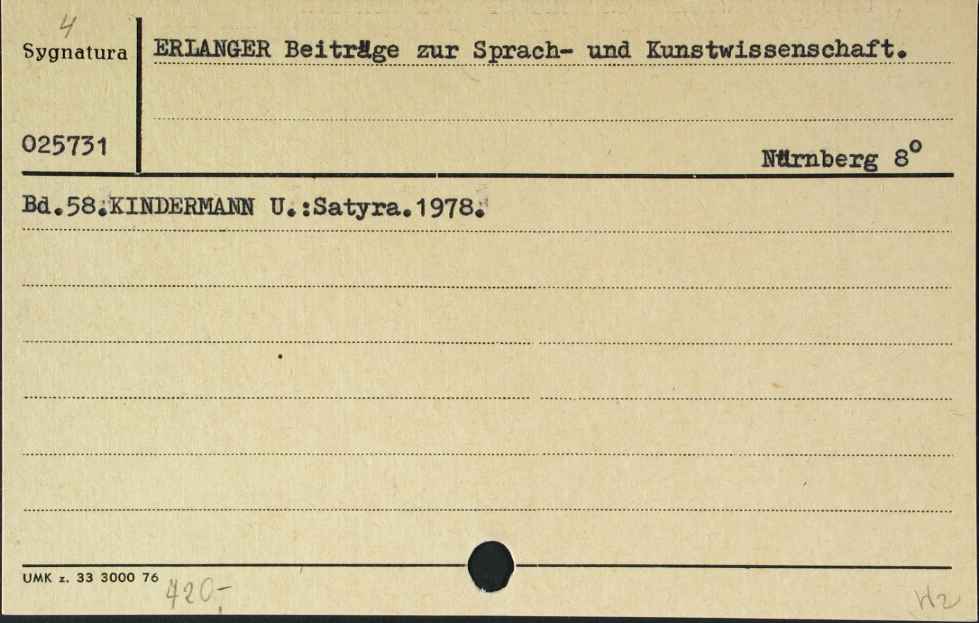 4
Sygnatura
ERLANGER Beiträge zur Sprach- und Kunstwissenschaft.
025731
Nürnberg 8°
Bd.58.KINDERMANN U.:Satyra.1978.
UMK z. 33 3000 76
420,-